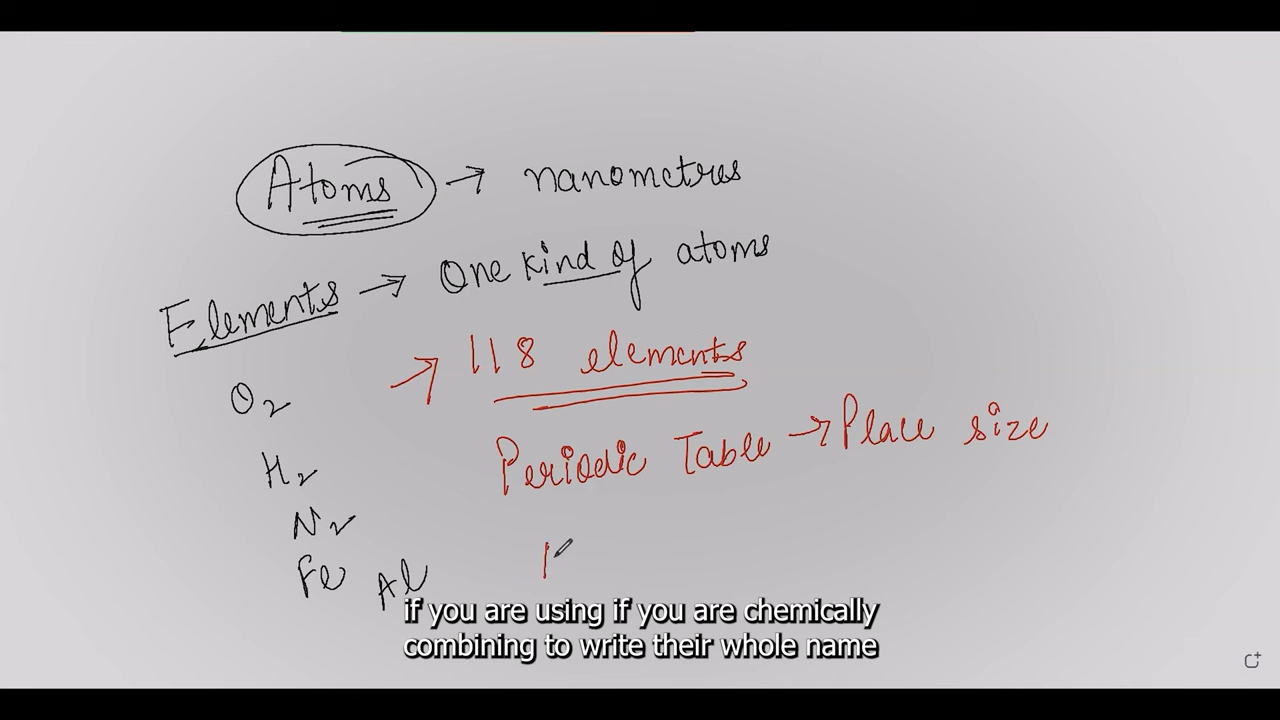 Atoms → nanometres
Elements → One kind of atoms
→ 118 elements
O2
Periodic Table → Place size
H2
N2
Fe Al
if you are using if you are chemically
combining to write their whole name